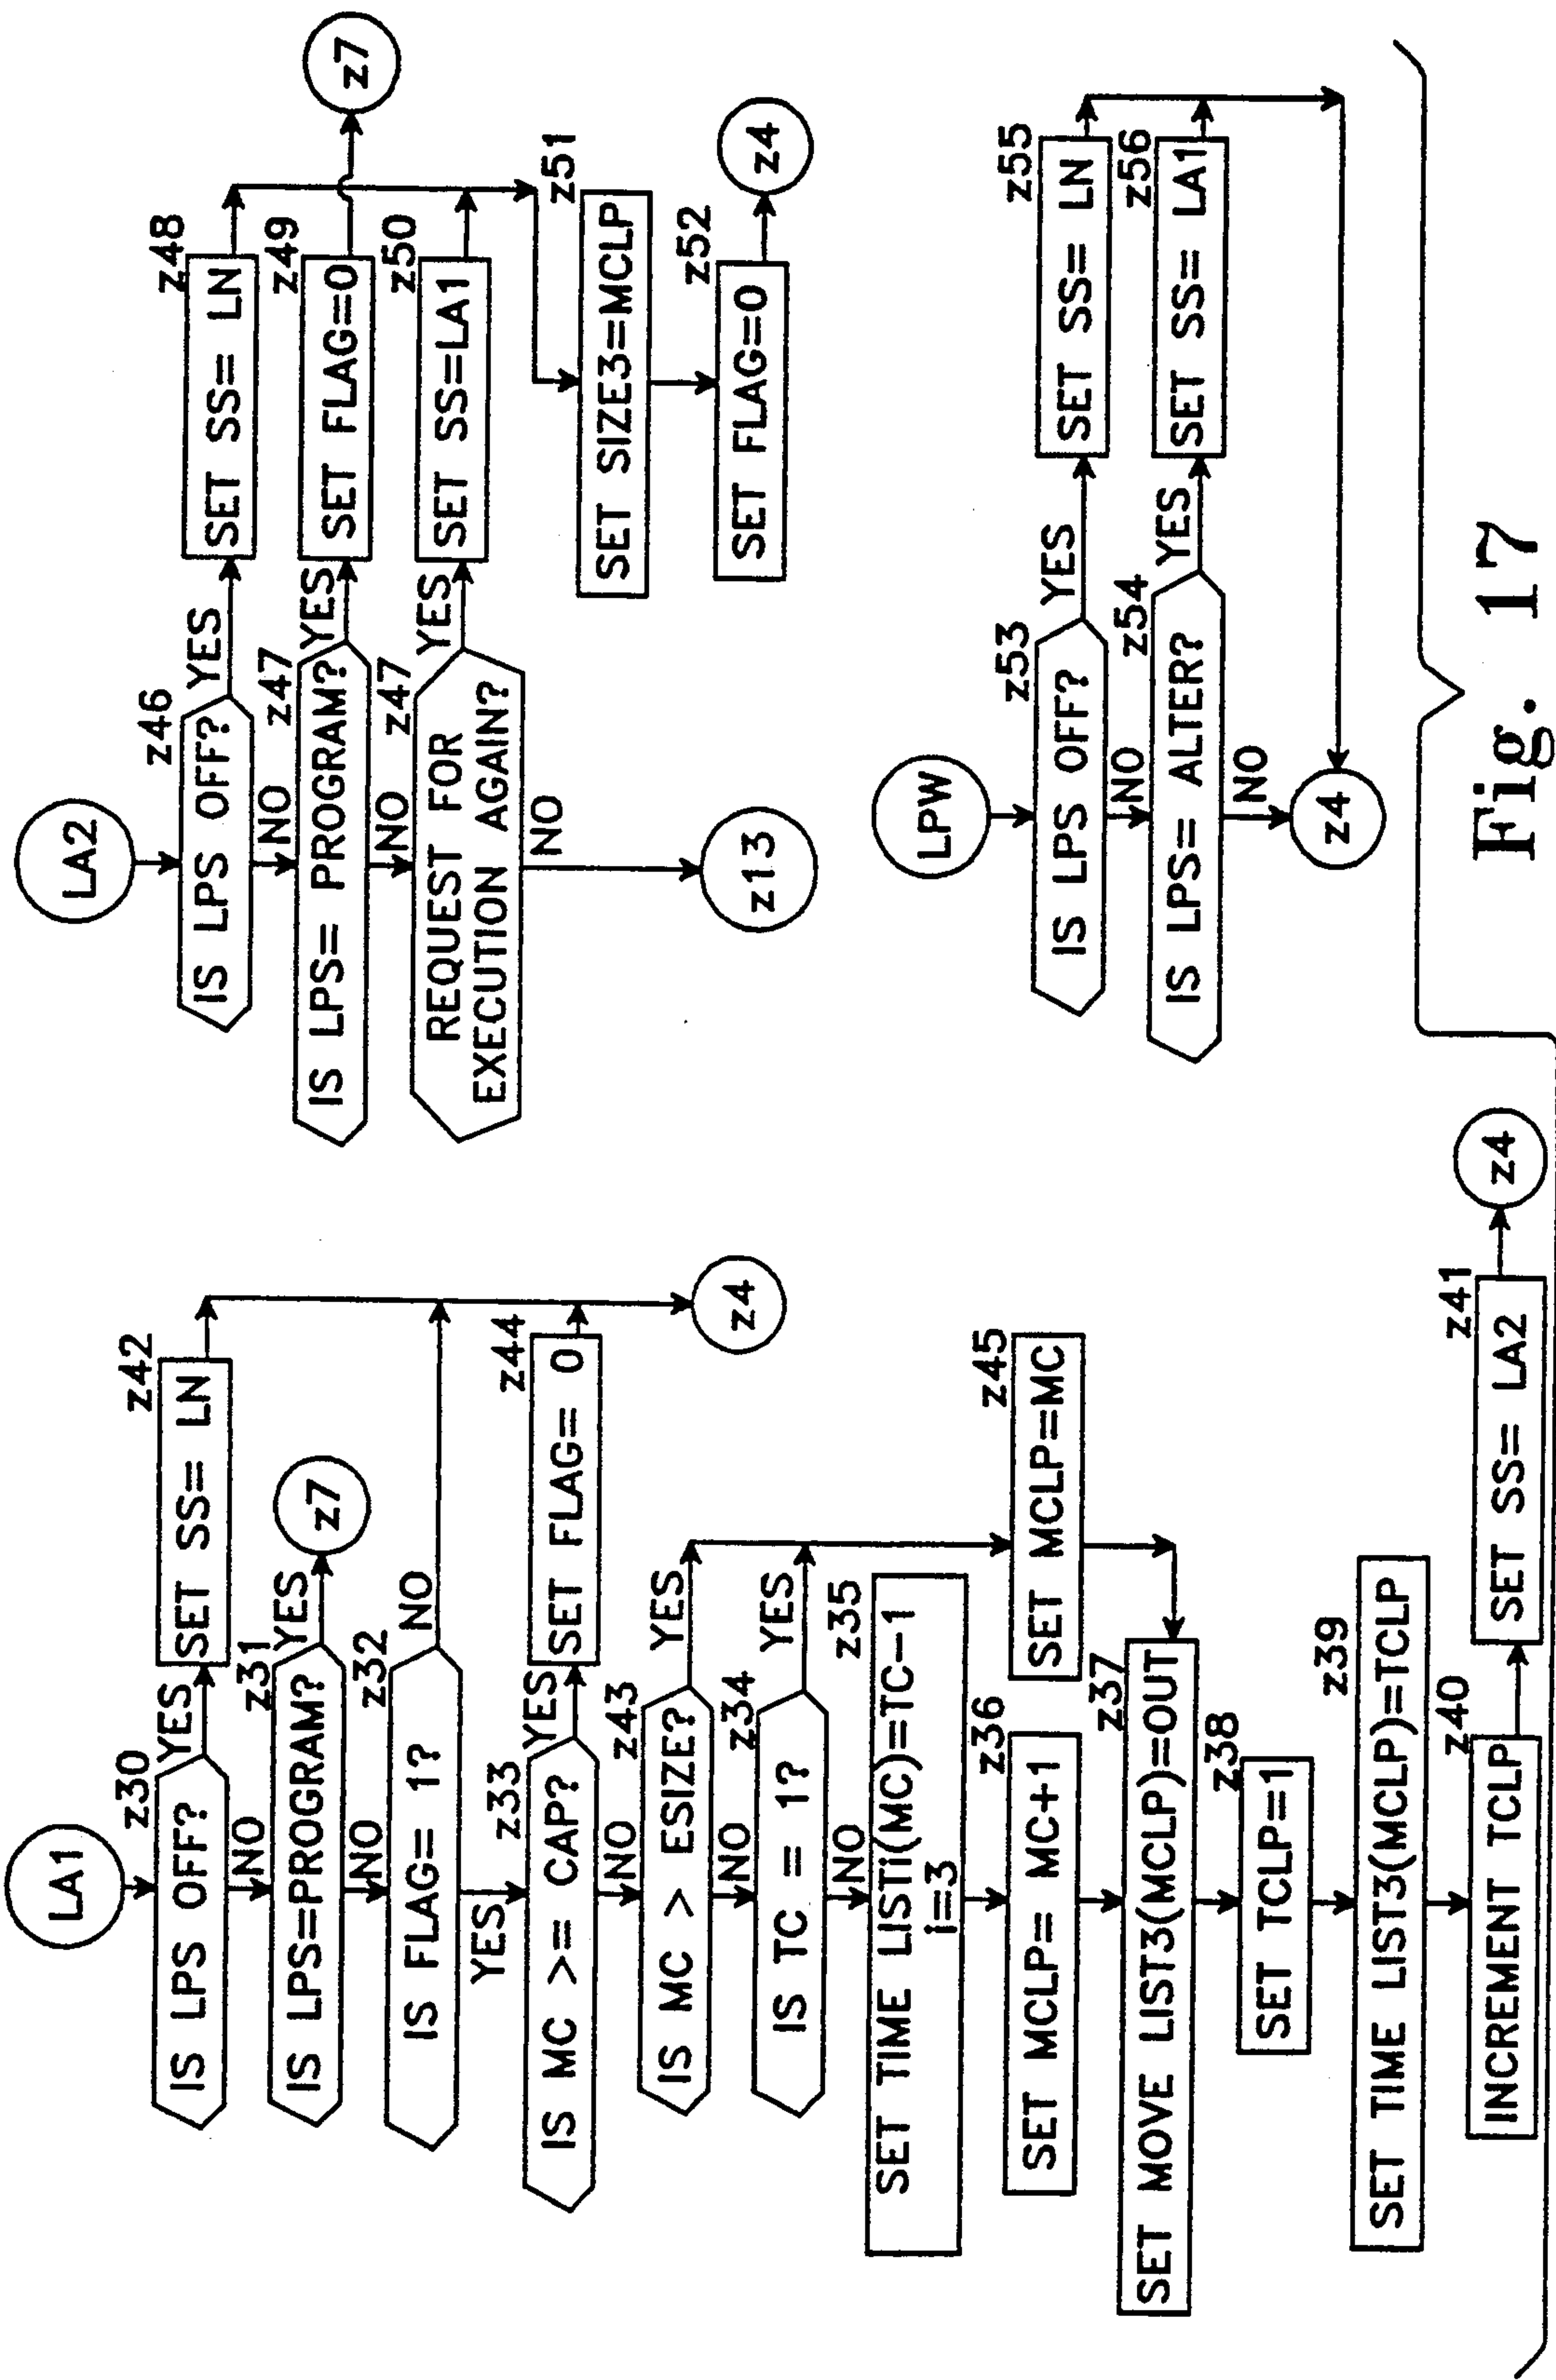 LA1
z30
IS LPS OFF?
YES
z42
SET SS= LN
NO
z31
IS LPS=PROGRAM?
YES
z7
NO
z32
IS FLAG= 1?
NO
YES
z33
IS MC >= CAP?
YES
z44
SET FLAG= 0
z4
NO
z43
IS MC > ESIZE?
YES
NO
z34
IS TC = 1?
YES
NO
z35
SET TIME LISTi(MC)=TC-1
i=3
z36
SET MCLP= MC+1
z45
SET MCLP=MC
z37
SET MOVE LIST3(MCLP)=OUT
z38
SET TCLP=1
z39
SET TIME LIST3(MCLP)=TCLP
z40
INCREMENT TCLP
z41
SET SS= LA2
z4
LA2
z46
IS LPS OFF?
YES
z48
SET SS= LN
NO
z47
IS LPS= PROGRAM?
YES
z49
SET FLAG=0
z7
NO
z47
REQUEST FOR
EXECUTION AGAIN?
YES
z50
SET SS=LA1
NO
z13
z51
SET SIZE3=MCLP
z52
SET FLAG=0
z4
LPW
z53
IS LPS OFF?
YES
z55
SET SS= LN
NO
z54
IS LPS= ALTER?
YES
z56
SET SS= LA1
NO
z4
Fig. 17